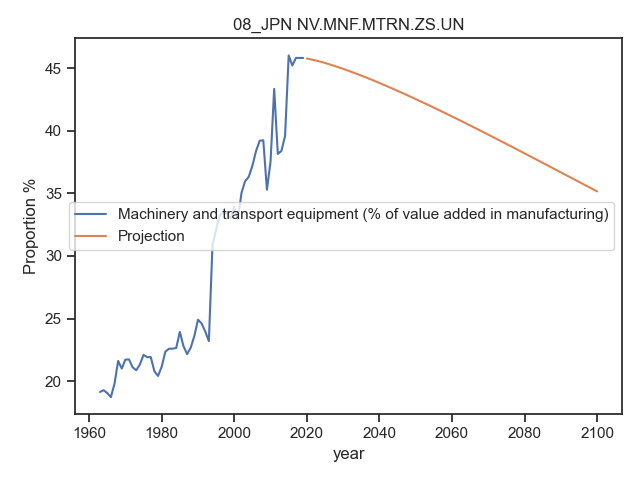 08_JPN NV.MNF.MTRN.ZS.UN
45
40
35
30
25
20
Proportion %
Machinery and transport equipment (% of value added in manufacturing)
Projection
1960 1980 2000 2020 2040 2060 2080 2100
year